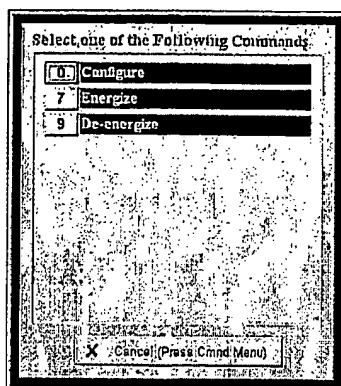 Select one of the Following Commands
0 Configure
7 Energize
9 De-energize
X Cancel (Press Cmnd Menu)